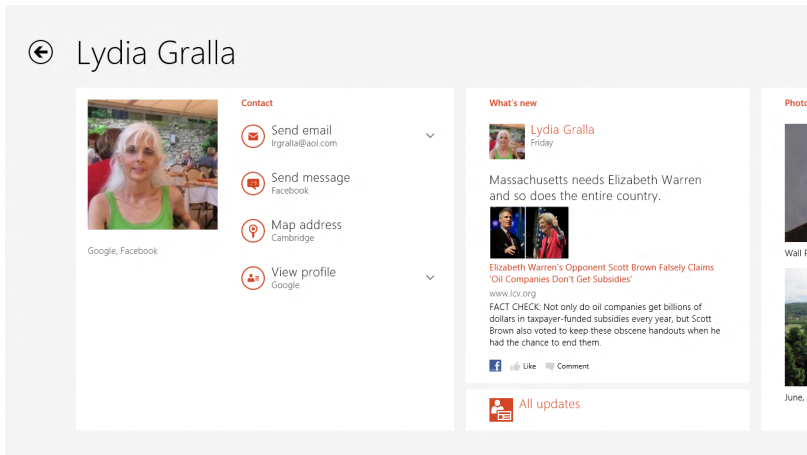 Lydia Gralla
Contact
Send email
lrgralla@aol.com
Send message
Facebook
Map address
Cambridge
View profile
Google
Google, Facebook
What's new
Lydia Gralla
Friday
Massachusetts needs Elizabeth Warren
and so does the entire country.
Elizabeth Warren's Opponent Scott Brown Falsely Claims
'Oil Companies Don't Get Subsidies'
www.lcv.org
FACT CHECK: Not only do oil companies get billions of
dollars in taxpayer-funded subsidies every year, but Scott
Brown also voted to keep these obscene handouts when he
had the chance to end them.
Like Comment
All updates
Photo
Wall
June,